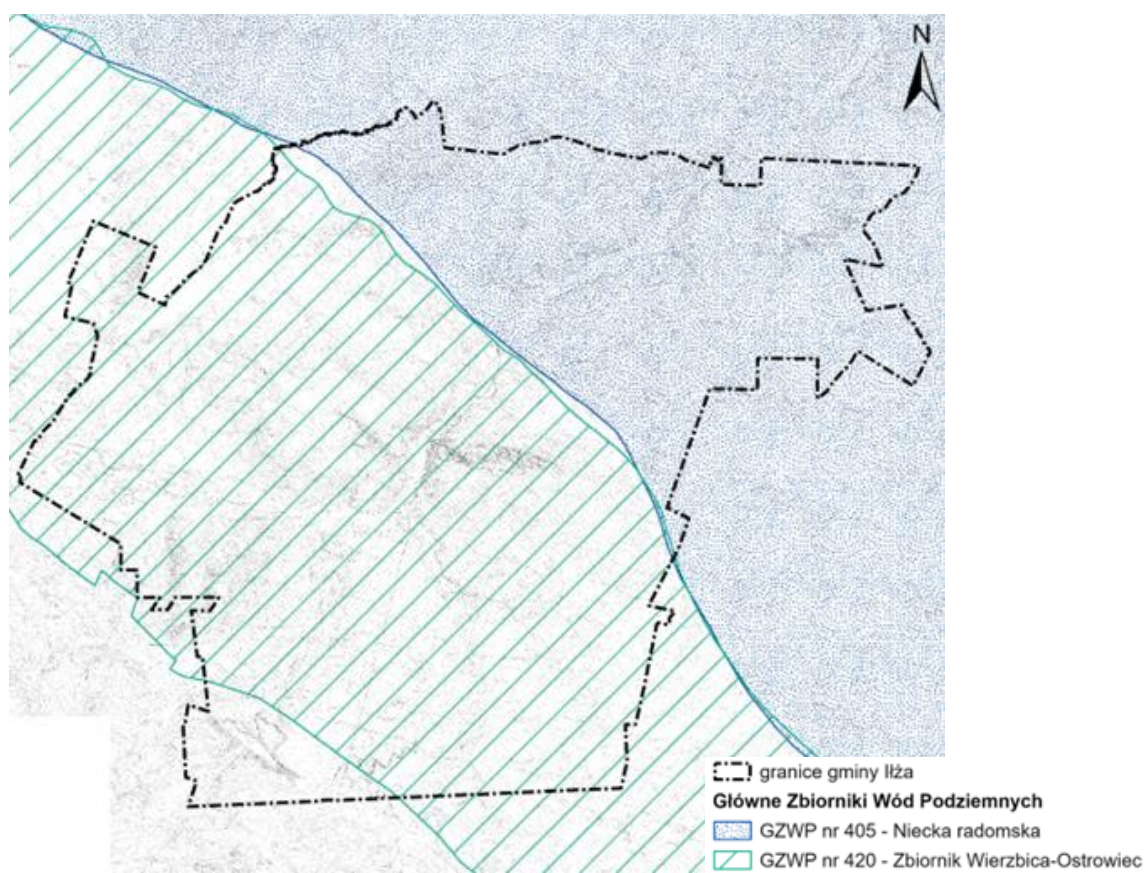 N
granice gminy Iłża
Główne Zbiorniki Wód Podziemnych
GZWP nr 405 - Niecka radomska
GZWP nr 420 - Zbiornik Wierzbica-Ostrowiec